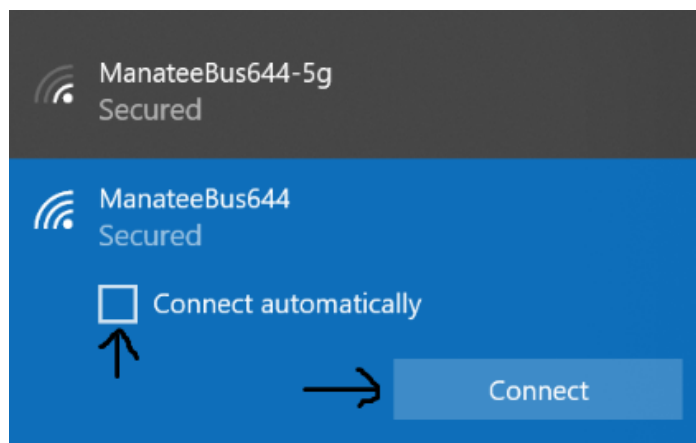 ManateeBus644-5g
Secured
ManateeBus644
Secured
Connect automatically
Connect